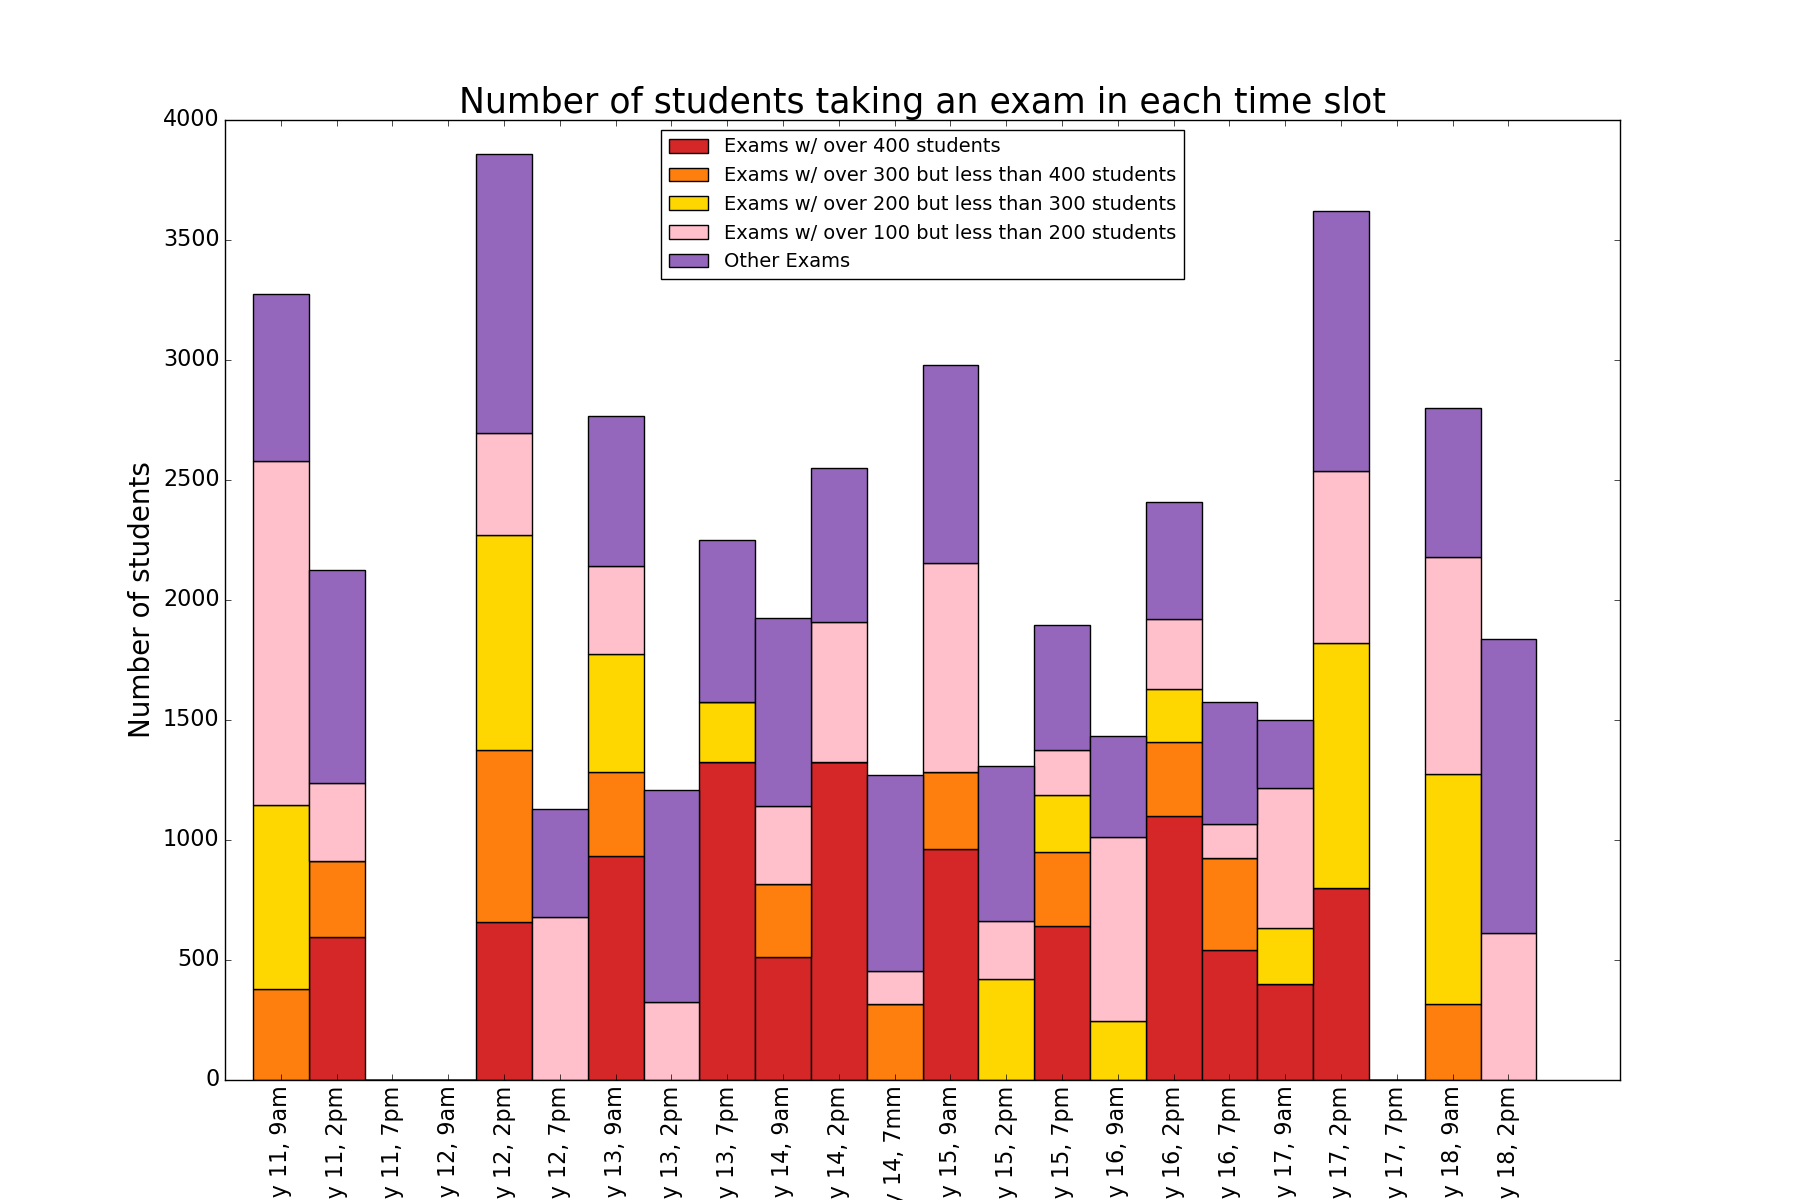 Number of students taking an exam in each time slot
Exams w/ over 400 students
Exams w/ over 300 but less than 400 students
Exams w/ over 200 but less than 300 students
Exams w/ over 100 but less than 200 students
Other Exams
Number of students
4000
3500
3000
2500
2000
1500
1000
500
0
y 11, 9am
y 11, 2pm
y 11, 7pm
y 12, 9am
y 12, 2pm
y 12, 7pm
y 13, 9am
y 13, 2pm
y 13, 7pm
y 14, 9am
y 14, 2pm
y 14, 7mm
y 15, 9am
y 15, 2pm
y 15, 7pm
y 16, 9am
y 16, 2pm
y 16, 7pm
y 17, 9am
y 17, 2pm
y 17, 7pm
y 18, 9am
y 18, 2pm